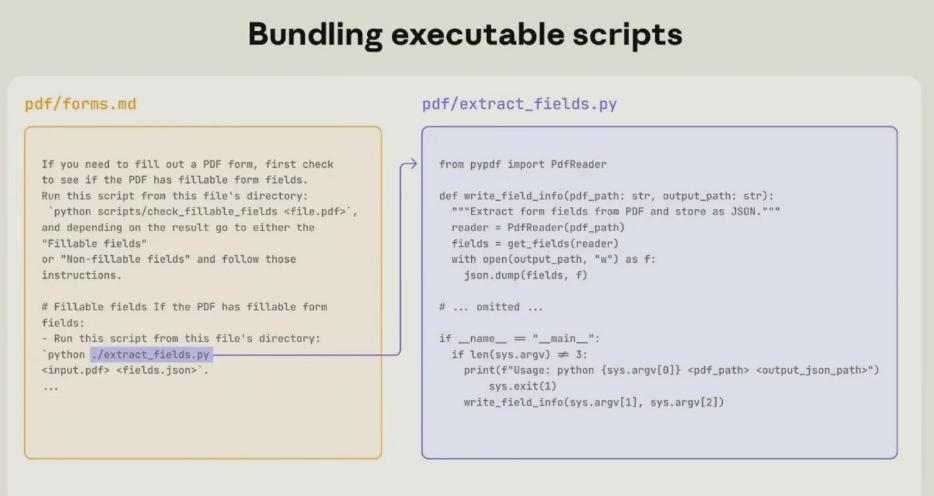 Bundling executable scripts
pdf/forms.md
If you need to fill out a PDF form, first check
to see if the PDF has fillable form fields.
Run this script from this file's directory:
`python scripts/check_fillable_fields <file.pdf>`,
and depending on the result go to either the
"Fillable fields"
or "Non-fillable fields" and follow those
instructions.
# Fillable fields If the PDF has fillable form
fields:
- Run this script from this file's directory:
`python ./extract_fields.py
<input.pdf> <fields.json>`.
...
pdf/extract_fields.py
from pypdf import PdfReader
def write_field_info(pdf_path: str, output_path: str):
"""Extract form fields from PDF and store as JSON."""
reader = PdfReader(pdf_path)
fields = get_fields(reader)
with open(output_path, "w") as f:
json.dump(fields, f)
# ... omitted ...
if __name__ == "__main__":
if len(sys.argv) ≠ 3:
print(f"Usage: python {sys.argv[0]} <pdf_path> <output_json_path>")
sys.exit(1)
write_field_info(sys.argv[1], sys.argv[2])